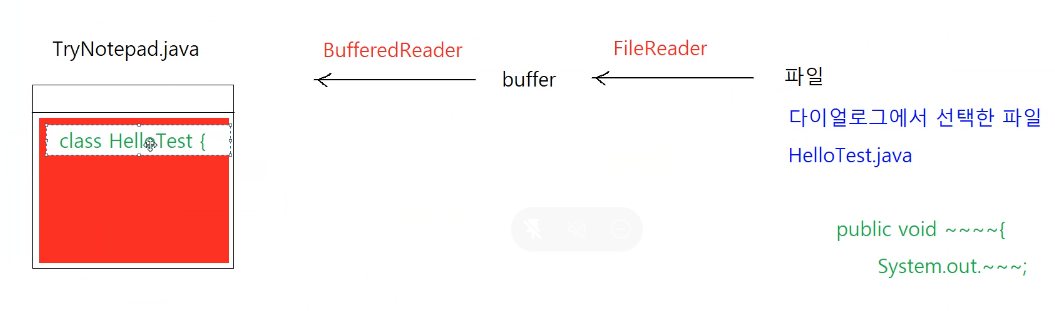 TryNotepad.java
BufferedReader
FileReader
buffer
파일
다이얼로그에서 선택한 파일
HelloTest.java
class HelloTest {
public void ~~~~{
System.out.~~~;